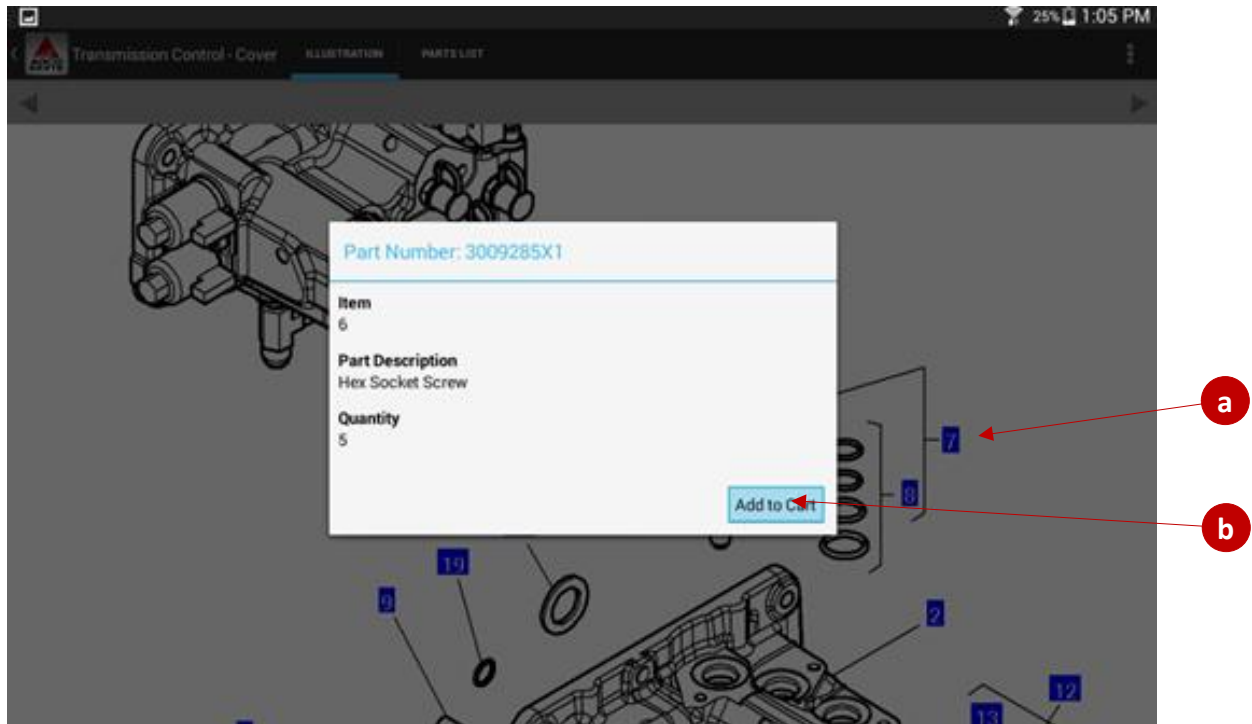 25% 1:05 PM
Transmission Control - Cover ILLUSTRATION PARTS LIST
Part Number: 3009285X1
Item
6
Part Description
Hex Socket Screw
Quantity
5
Add to Cart
7
8
a
b
19
9
2
12
13